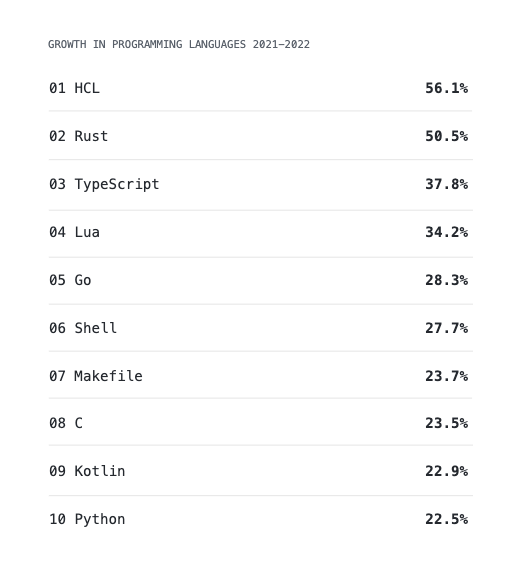 GROWTH IN PROGRAMMING LANGUAGES 2021–2022
01 HCL 56.1%
02 Rust 50.5%
03 TypeScript 37.8%
04 Lua 34.2%
05 Go 28.3%
06 Shell 27.7%
07 Makefile 23.7%
08 C 23.5%
09 Kotlin 22.9%
10 Python 22.5%